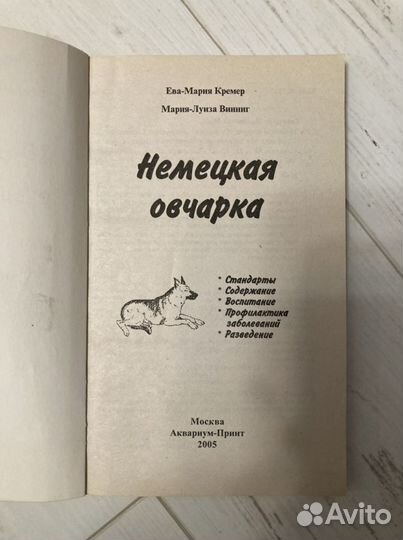 Ева-Мария Кремер
Мария-Луиза Винниг
Немецкая
овчарка
* Стандарты
* Содержание
* Воспитание
* Профилактика
заболеваний
* Разведение
Москва
Аквариум-Принт
2005
Avito